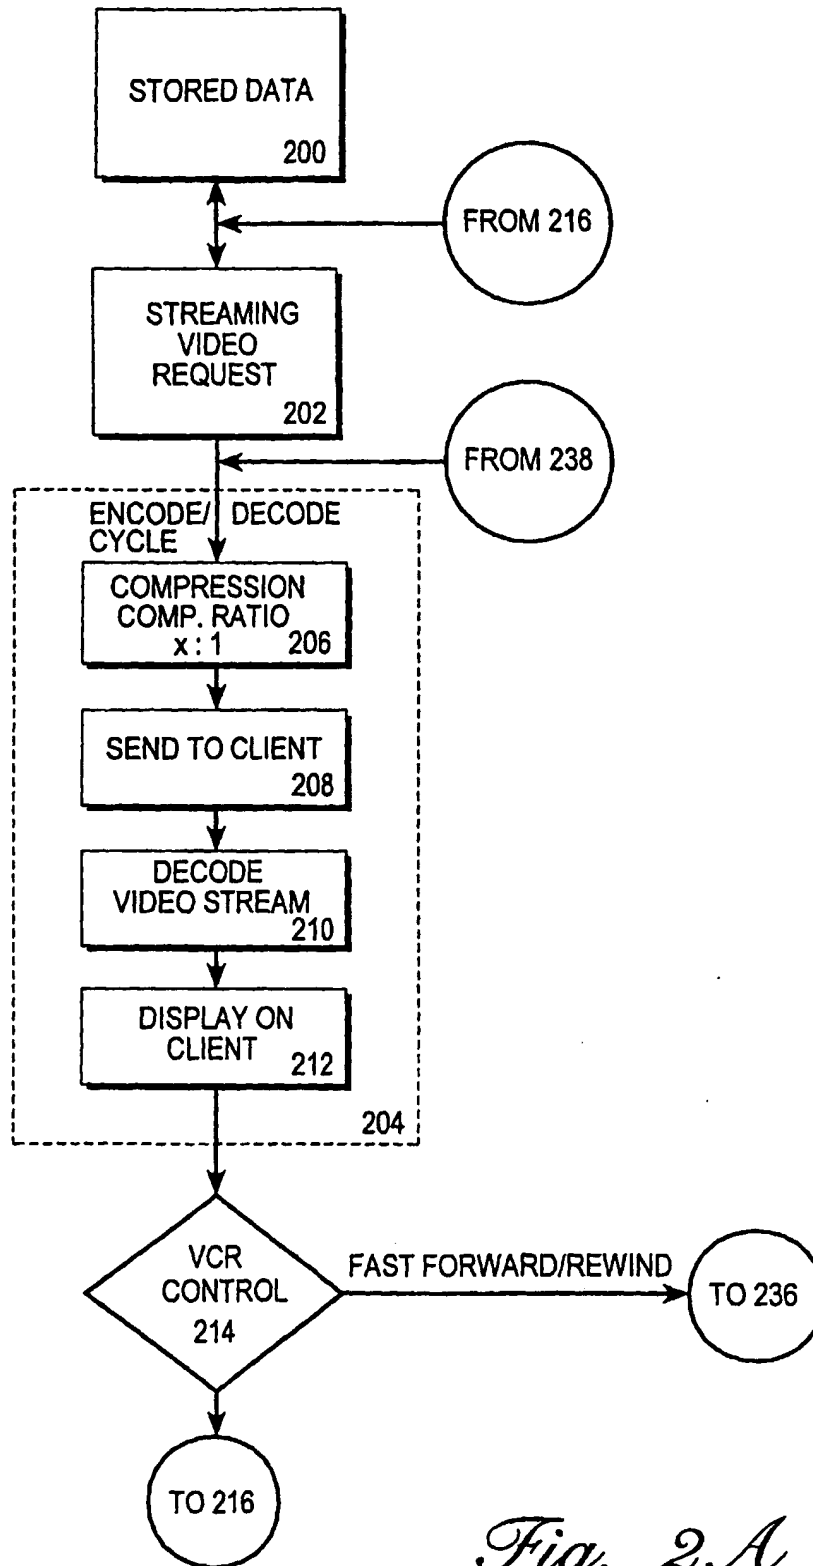 STORED DATA
200
FROM 216
STREAMING
VIDEO
REQUEST
202
FROM 238
ENCODE/ DECODE
CYCLE
COMPRESSION
COMP. RATIO
x : 1 206
SEND TO CLIENT
208
DECODE
VIDEO STREAM
210
DISPLAY ON
CLIENT
212
204
VCR
CONTROL
214
FAST FORWARD/REWIND
TO 236
TO 216
Fig. 2A